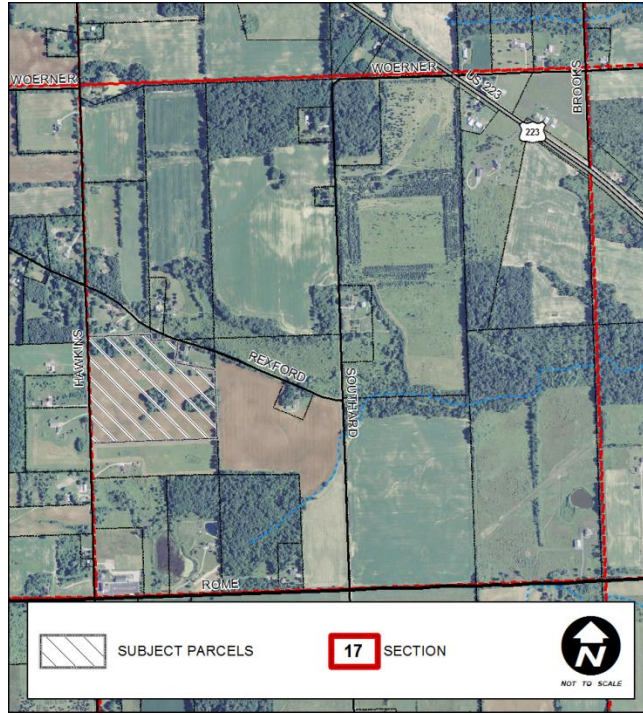 WOERNER
WOERNER
US 223
BROOKS
223
HAWKINS
REXFORD
SOUTHARD
ROME
SUBJECT PARCELS
17 SECTION
N
NOT TO SCALE